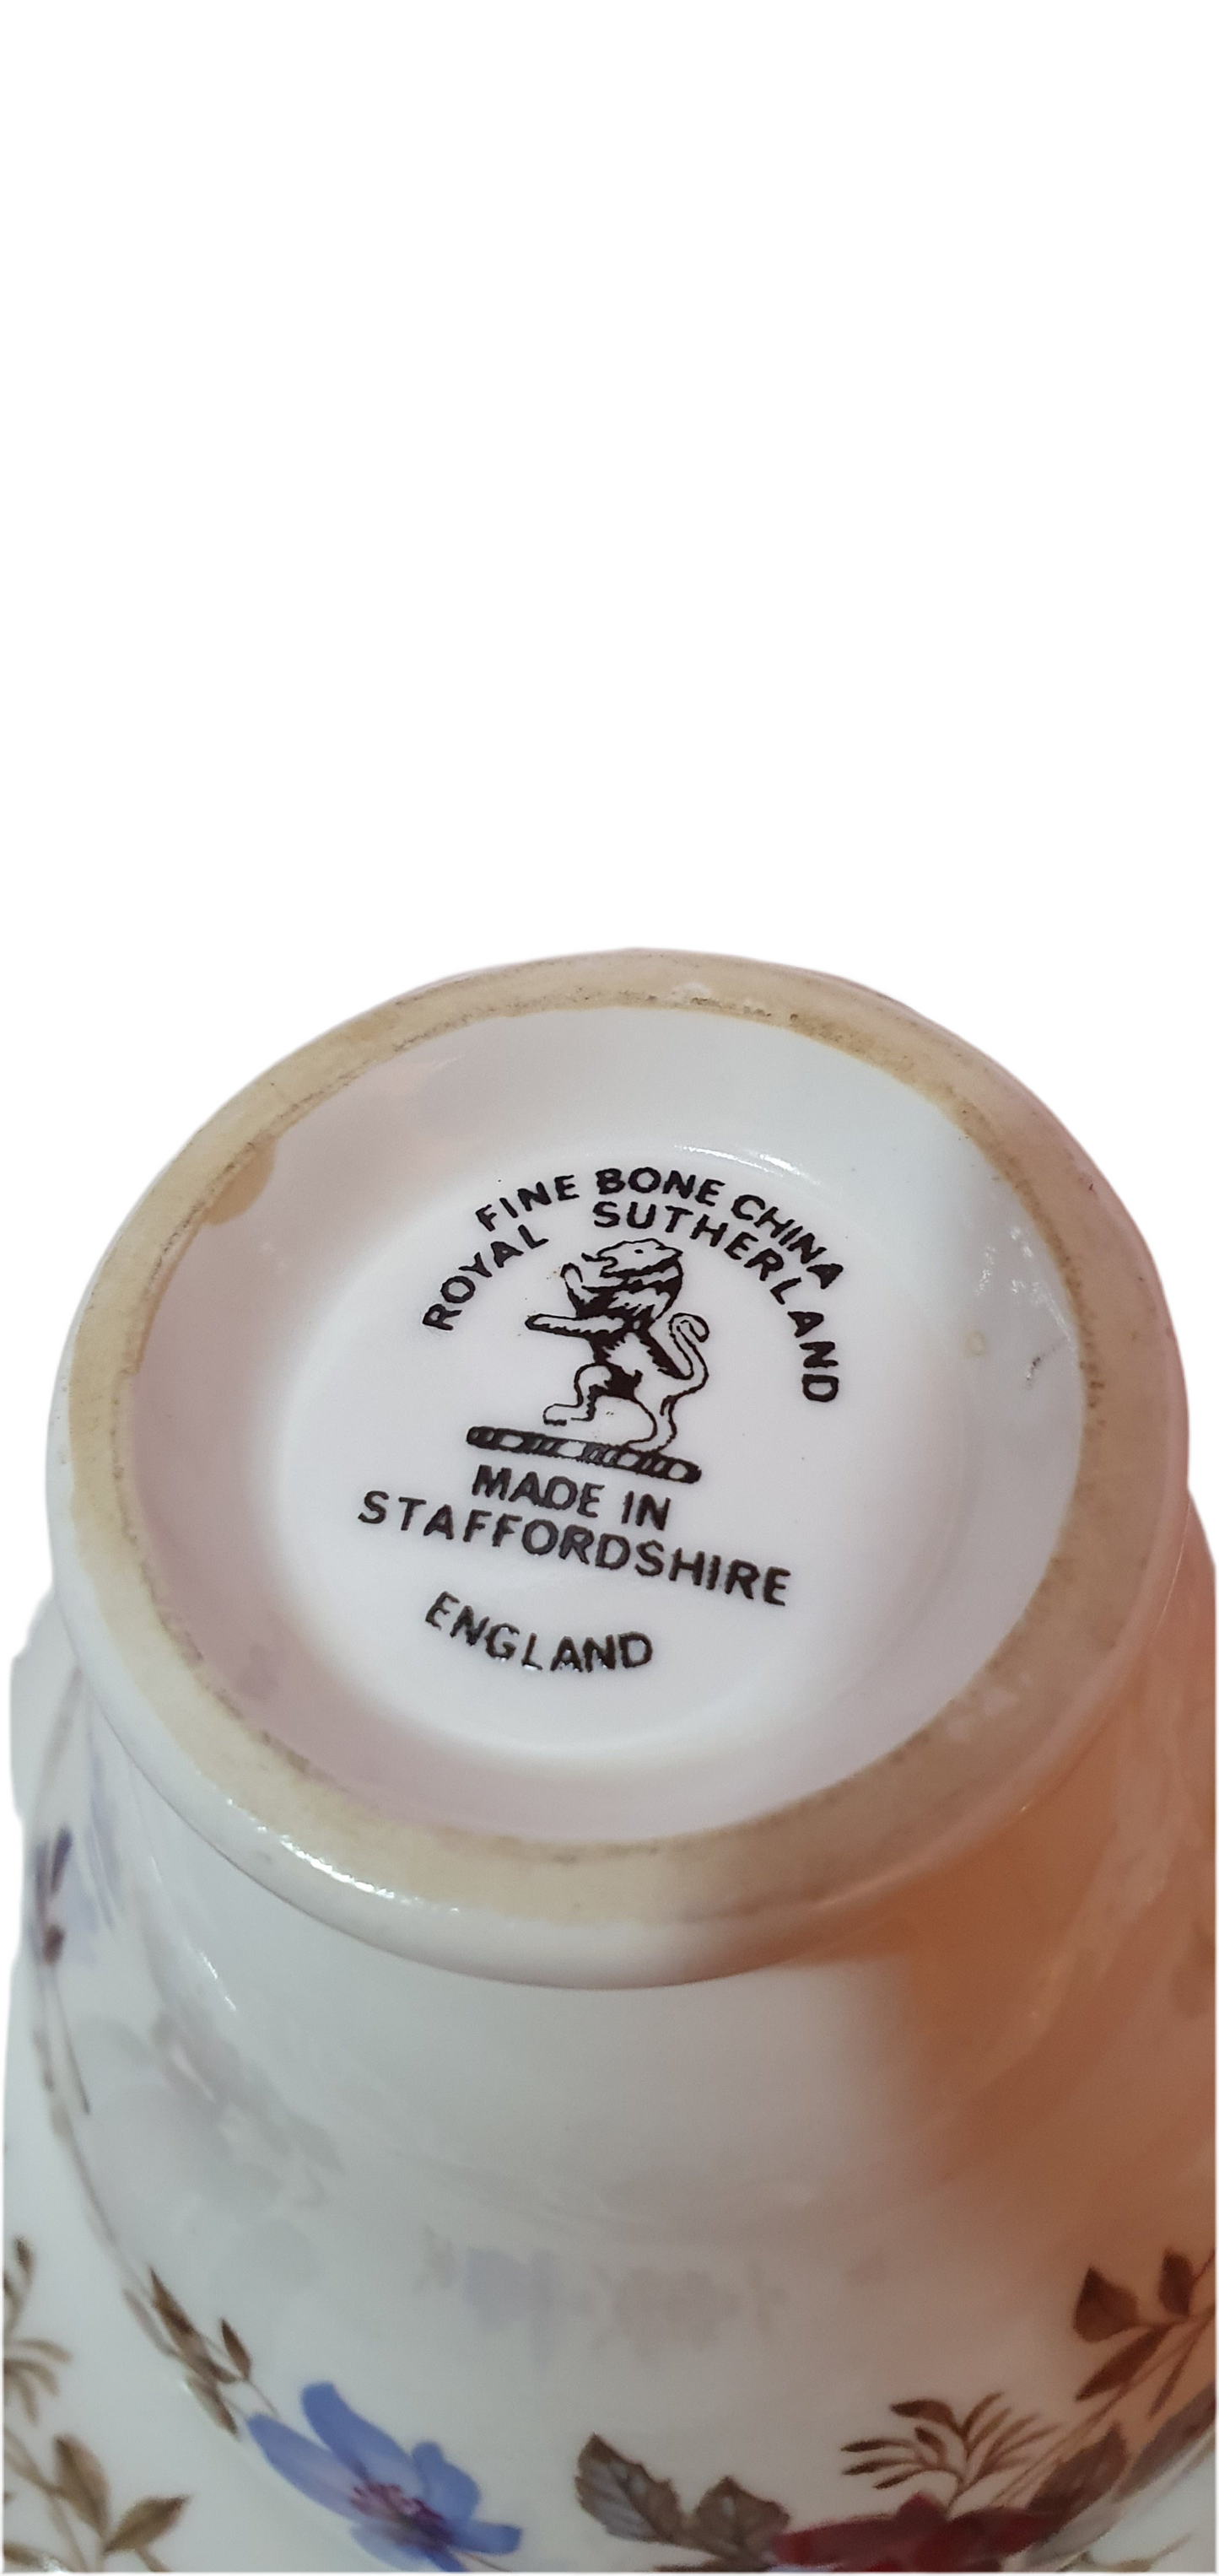 FINE BONE CHINA
ROYAL SUTHERLAND
MADE IN
STAFFORDSHIRE
ENGLAND